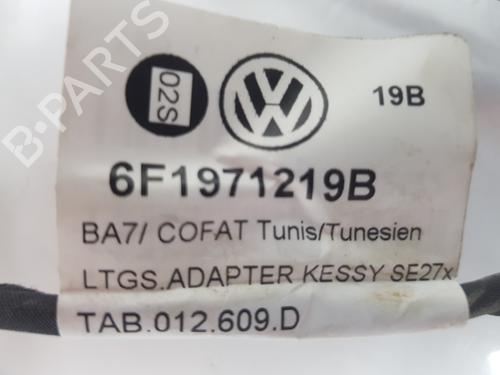 B-PARTS
02S
19B
6F1971219B
BA7/ COFAT Tunis/Tunesien
LTGS.ADAPTER KESSY SE27x
TAB.012.609.D